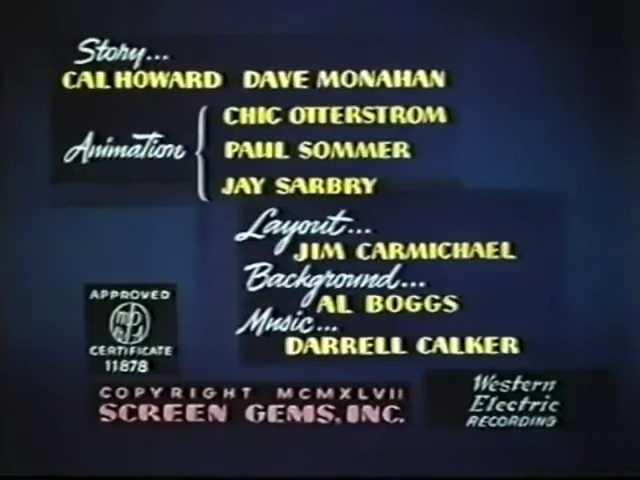 Story...
CAL HOWARD DAVE MONAHAN
Animation
CHIC OTTERSTROM
PAUL SOMMER
JAY SARBRY
Layout...
JIM CARMICHAEL
Background...
AL BOGGS
Music...
DARRELL CALKER
APPROVED
CERTIFICATE
11878
COPYRIGHT MCMXLVII
SCREEN GEMS, INC.
Western
Electric
RECORDING